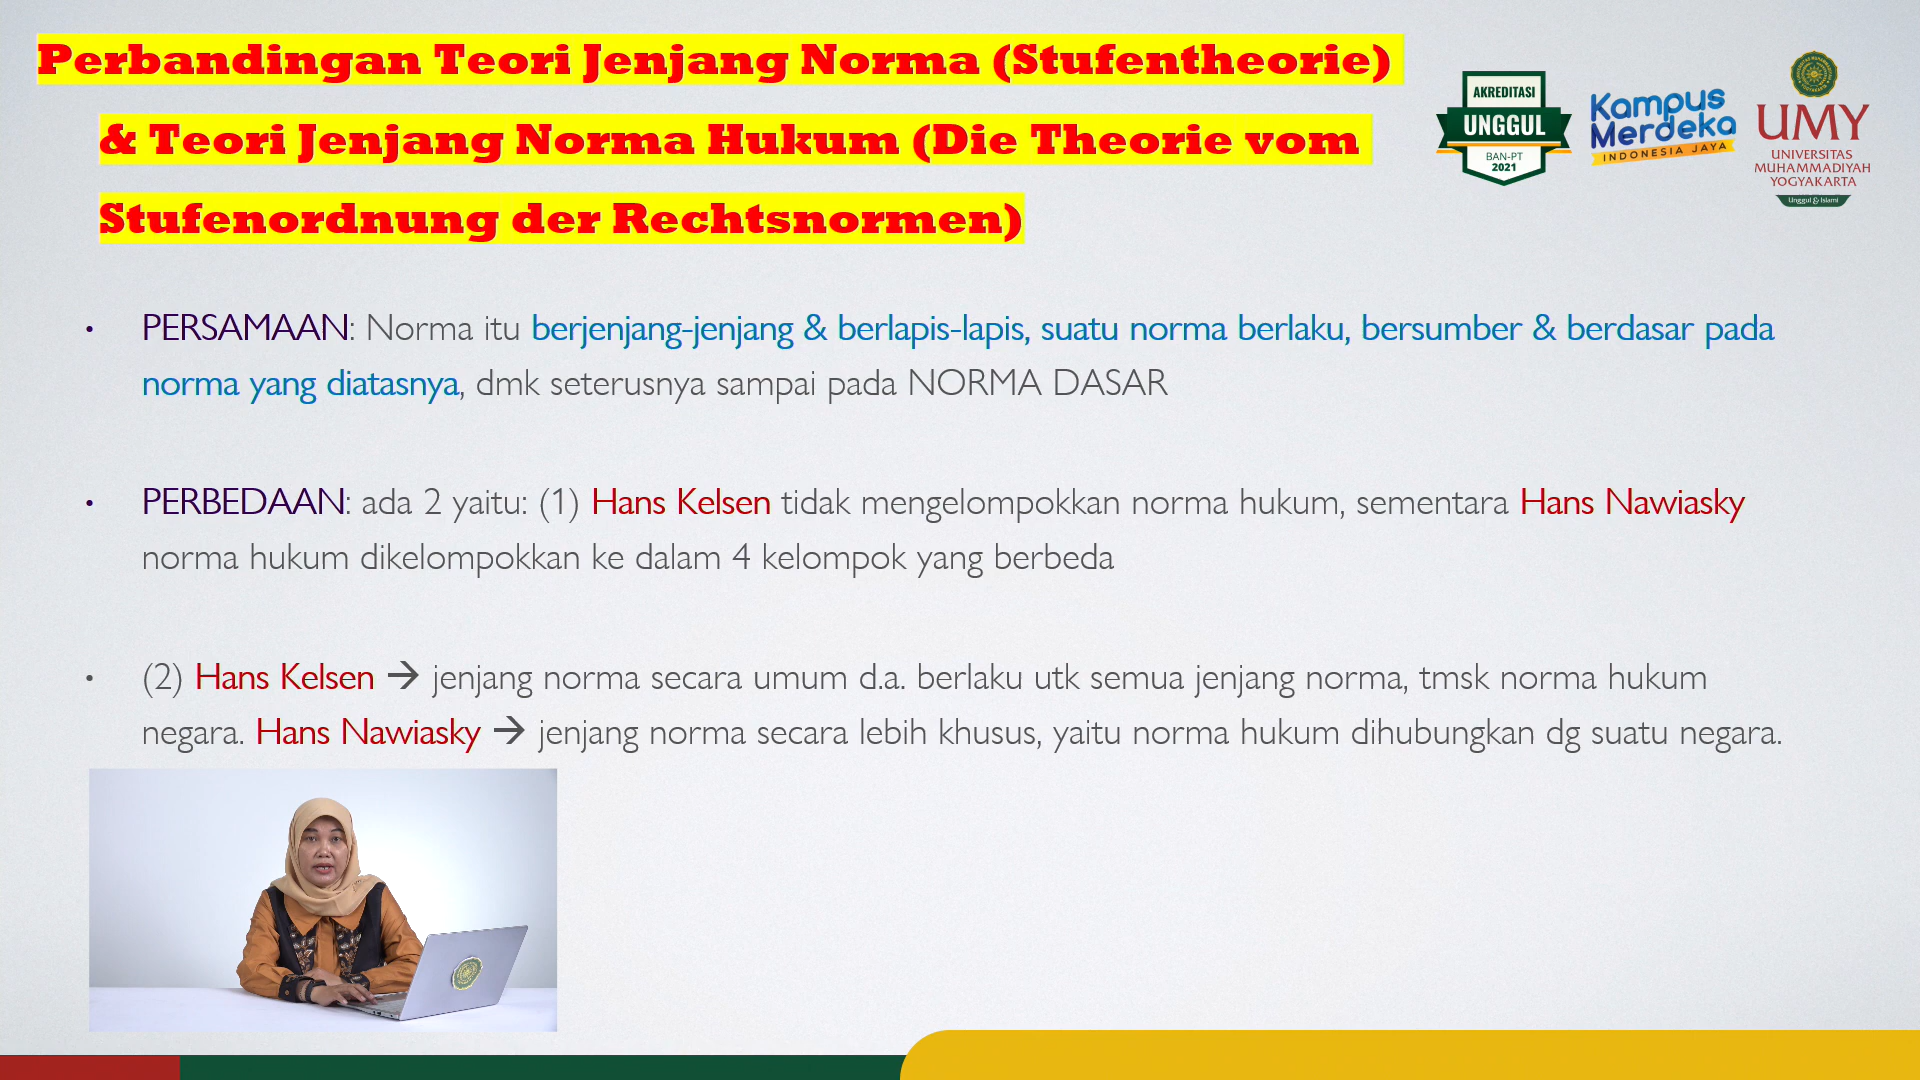 Perbandingan Teori Jenjang Norma (Stufentheorie)
& Teori Jenjang Norma Hukum (Die Theorie vom
Stufenordnung der Rechtsnormen)
AKREDITASI
UNGGUL
BAN-PT
2021
Kampus
Merdeka
INDONESIA JAYA
UMY
UNIVERSITAS
MUHAMMADIYAH
YOGYAKARTA
Unggul & Islami
• PERSAMAAN: Norma itu berjenjang-jenjang & berlapis-lapis, suatu norma berlaku, bersumber & berdasar pada
norma yang diatasnya, dmk seterusnya sampai pada NORMA DASAR
• PERBEDAAN: ada 2 yaitu: (1) Hans Kelsen tidak mengelompokkan norma hukum, sementara Hans Nawiasky
norma hukum dikelompokkan ke dalam 4 kelompok yang berbeda
• (2) Hans Kelsen → jenjang norma secara umum d.a. berlaku utk semua jenjang norma, tmsk norma hukum
negara. Hans Nawiasky → jenjang norma secara lebih khusus, yaitu norma hukum dihubungkan dg suatu negara.